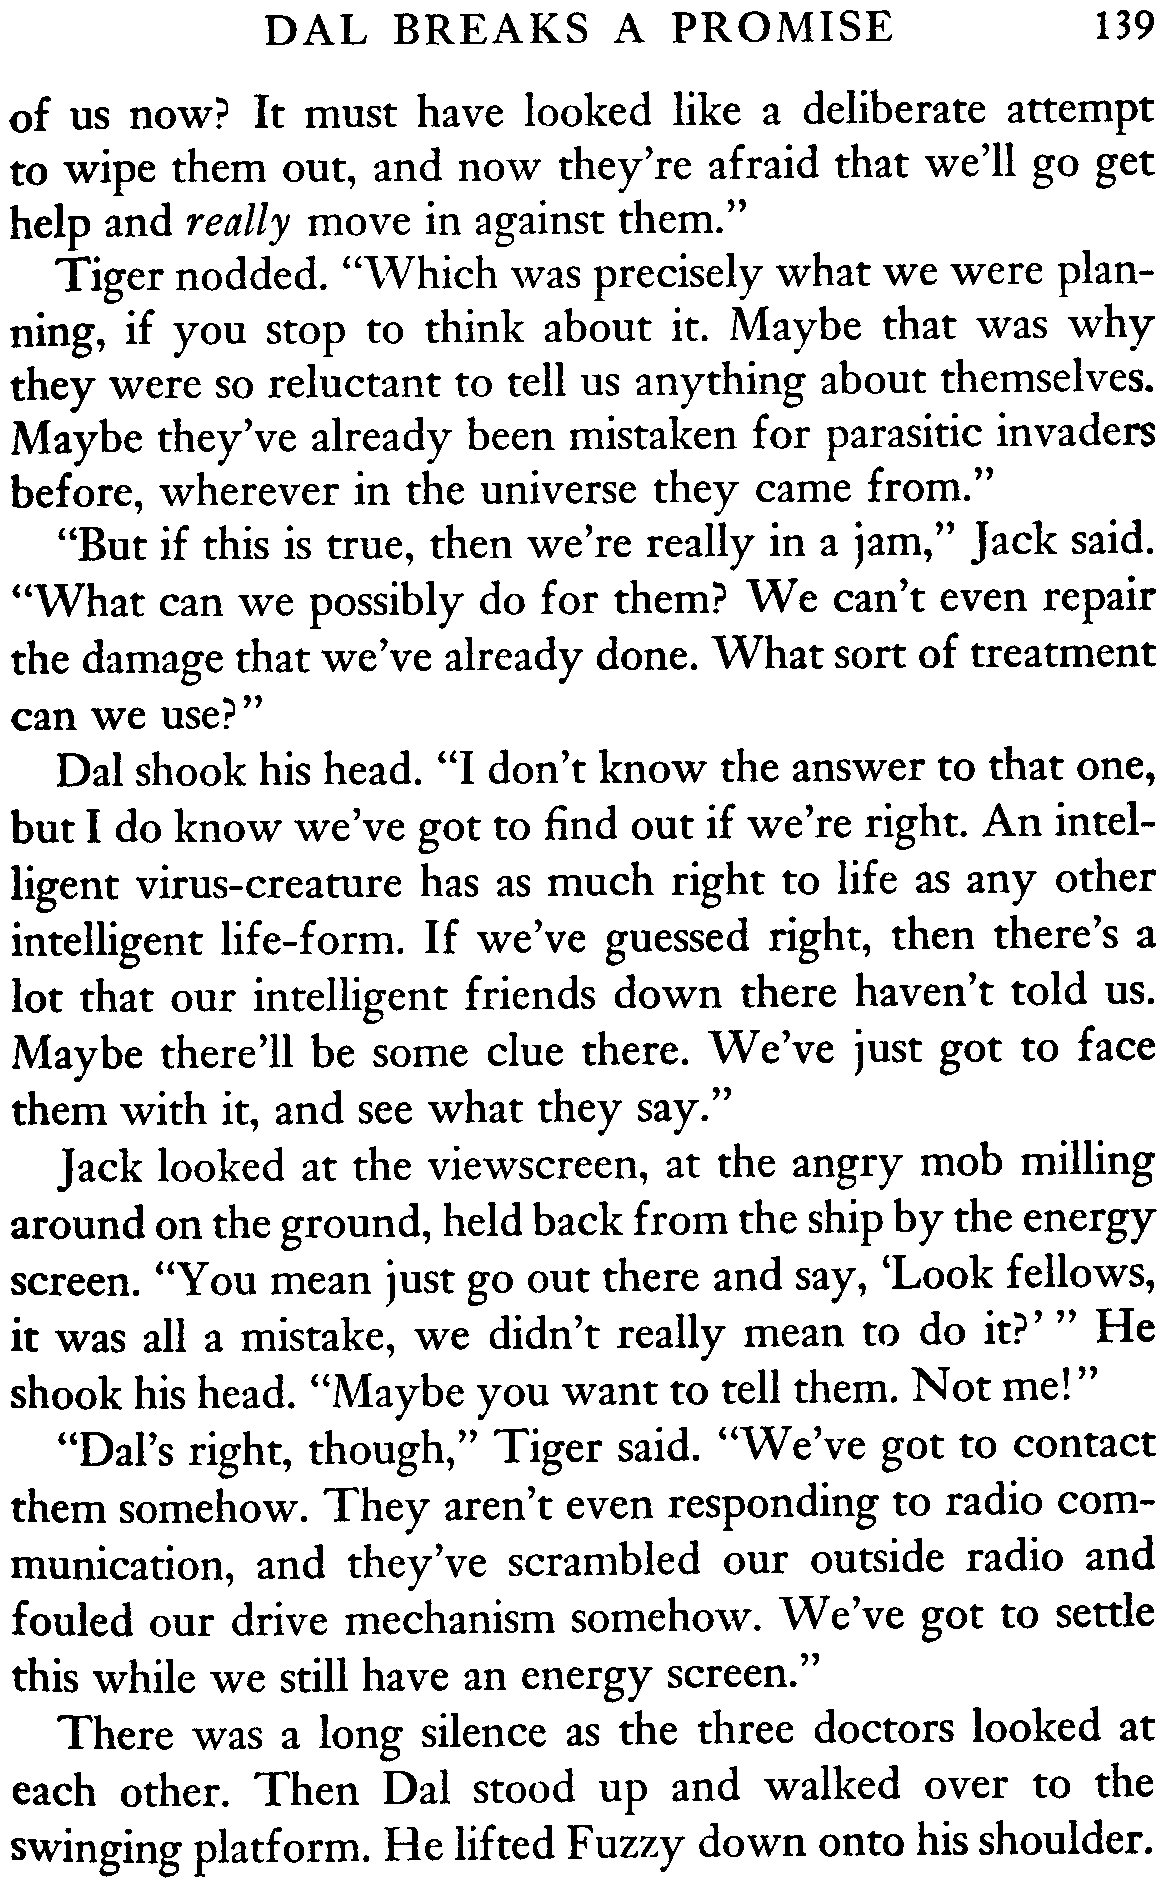 DAL BREAKS A PROMISE 139
of us now? It must have looked like a deliberate attempt
to wipe them out, and now they're afraid that we'll go get
help and really move in against them."
Tiger nodded. "Which was precisely what we were plan-
ning, if you stop to think about it. Maybe that was why
they were so reluctant to tell us anything about themselves.
Maybe they've already been mistaken for parasitic invaders
before, wherever in the universe they came from."
"But if this is true, then we're really in a jam," Jack said.
"What can we possibly do for them? We can't even repair
the damage that we've already done. What sort of treatment
can we use?"
Dal shook his head. "I don't know the answer to that one,
but I do know we've got to find out if we're right. An intel-
ligent virus-creature has as much right to life as any other
intelligent life-form. If we've guessed right, then there's a
lot that our intelligent friends down there haven't told us.
Maybe there'll be some clue there. We've just got to face
them with it, and see what they say."
Jack looked at the viewscreen, at the angry mob milling
around on the ground, held back from the ship by the energy
screen. "You mean just go out there and say, 'Look fellows,
it was all a mistake, we didn't really mean to do it?' " He
shook his head. "Maybe you want to tell them. Not me!"
"Dal's right, though," Tiger said. "We've got to contact
them somehow. They aren't even responding to radio com-
munication, and they've scrambled our outside radio and
fouled our drive mechanism somehow. We've got to settle
this while we still have an energy screen."
There was a long silence as the three doctors looked at
each other. Then Dal stood up and walked over to the
swinging platform. He lifted Fuzzy down onto his shoulder.